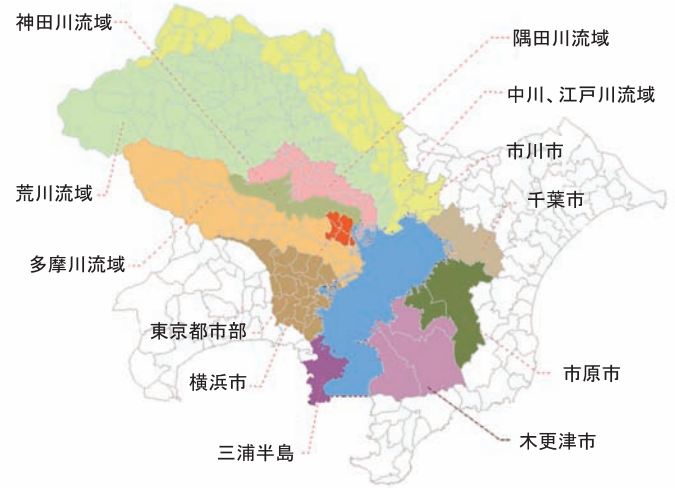 神田川流域
隅田川流域
中川、江戸川流域
市川市
荒川流域
千葉市
多摩川流域
東京都市部
横浜市
市原市
三浦半島
木更津市